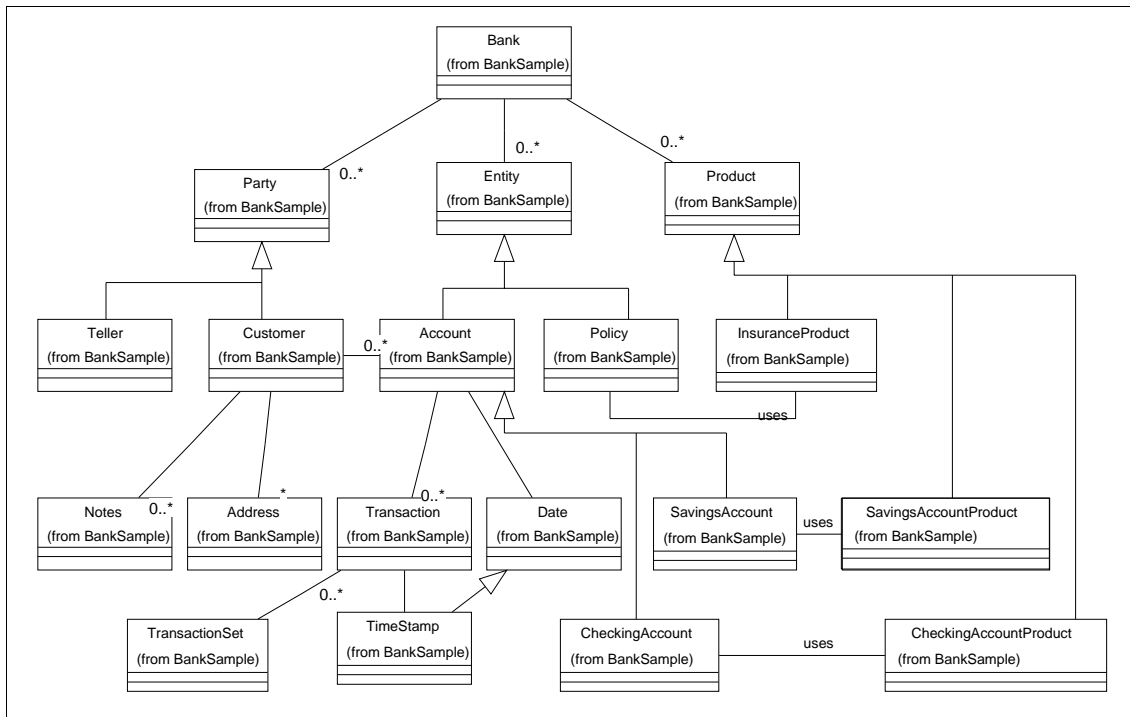 Bank
(from BankSample)
0..*
0..*
0..*
Party
(from BankSample)
Entity
(from BankSample)
Product
(from BankSample)
Teller
(from BankSample)
Customer
(from BankSample)
0..*
Account
(from BankSample)
Policy
(from BankSample)
InsuranceProduct
(from BankSample)
uses
Notes
(from BankSample)
0..*
Address
(from BankSample)
*
Transaction
(from BankSample)
0..*
Date
(from BankSample)
SavingsAccount
(from BankSample)
uses
SavingsAccountProduct
(from BankSample)
0..*
TransactionSet
(from BankSample)
TimeStamp
(from BankSample)
CheckingAccount
(from BankSample)
uses
CheckingAccountProduct
(from BankSample)